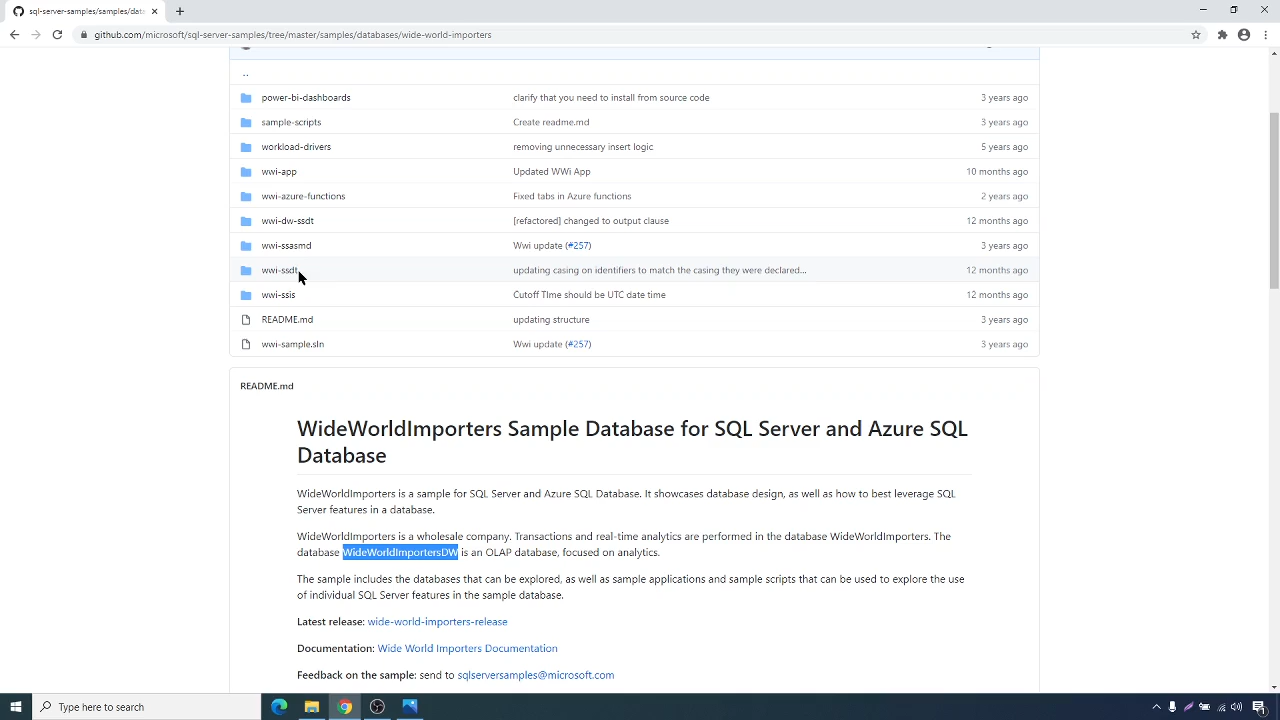 sql-server-samples/samples/data
github.com/microsoft/sql-server-samples/tree/master/samples/databases/wide-world-importers
..
power-bi-dashboards clarify that you need to install from source code 3 years ago
sample-scripts Create readme.md 3 years ago
workload-drivers removing unnecessary insert logic 5 years ago
wwi-app Updated WWi App 10 months ago
wwi-azure-functions Fixed tabs in Azure functions 2 years ago
wwi-dw-ssdt [refactored] changed to output clause 12 months ago
wwi-ssasmd Wwi update (#257) 3 years ago
wwi-ssdt updating casing on identifiers to match the casing they were declared... 12 months ago
wwi-ssis Cutoff TIme should be UTC date time 12 months ago
README.md updating structure 3 years ago
wwi-sample.sln Wwi update (#257) 3 years ago
README.md
WideWorldImporters Sample Database for SQL Server and Azure SQL
Database
WideWorldImporters is a sample for SQL Server and Azure SQL Database. It showcases database design, as well as how to best leverage SQL
Server features in a database.
WideWorldImporters is a wholesale company. Transactions and real-time analytics are performed in the database WideWorldImporters. The
database WideWorldImportersDW is an OLAP database, focused on analytics.
The sample includes the databases that can be explored, as well as sample applications and sample scripts that can be used to explore the use
of individual SQL Server features in the sample database.
Latest release: wide-world-importers-release
Documentation: Wide World Importers Documentation
Feedback on the sample: send to sqlserversamples@microsoft.com
Type here to search